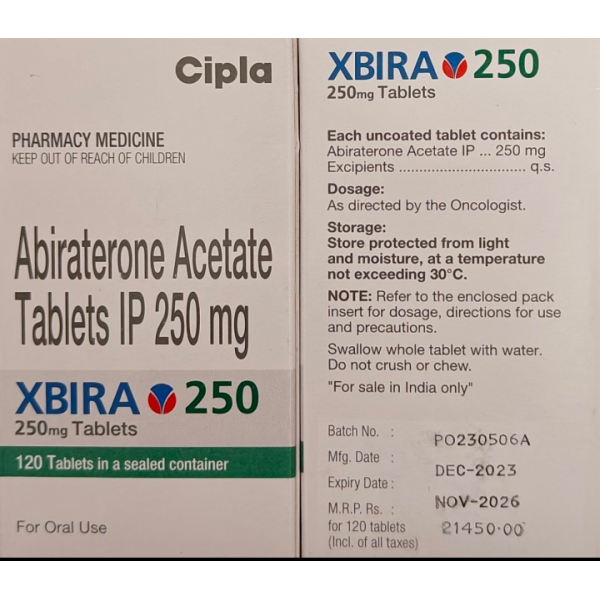 Cipla
PHARMACY MEDICINE
KEEP OUT OF REACH OF CHILDREN
Abiraterone Acetate
Tablets IP 250 mg
XBIRA 250
250mg Tablets
120 Tablets in a sealed container
For Oral Use
XBIRA 250
250mg Tablets
Each uncoated tablet contains:
Abiraterone Acetate IP ... 250 mg
Excipients .............................. q.s.
Dosage:
As directed by the Oncologist.
Storage:
Store protected from light
and moisture, at a temperature
not exceeding 30°C.
NOTE: Refer to the enclosed pack
insert for dosage, directions for use
and precautions.
Swallow whole tablet with water.
Do not crush or chew.
"For sale in India only"
Batch No. : PO230506A
Mfg. Date : DEC-2023
Expiry Date : NOV-2026
M.R.P. Rs. : 21450.00
for 120 tablets
(Incl. of all taxes)